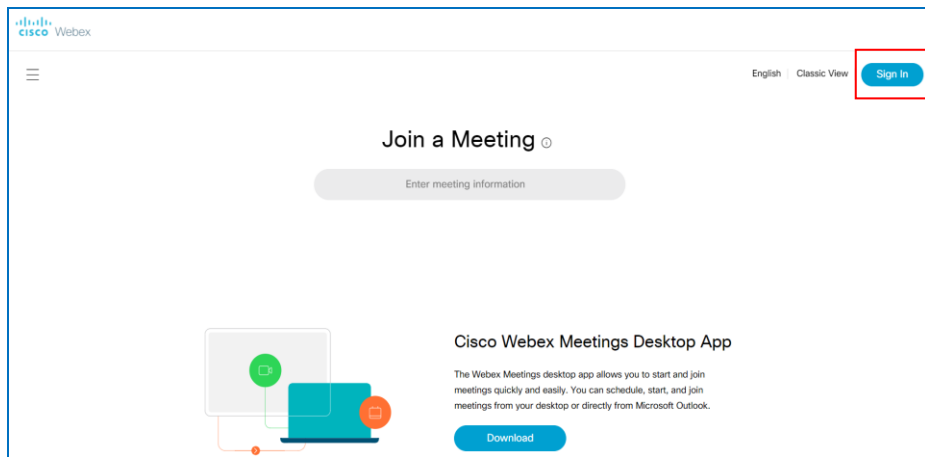 cisco Webex
English Classic View Sign In
Join a Meeting
Enter meeting information
Cisco Webex Meetings Desktop App
The Webex Meetings desktop app allows you to start and join
meetings quickly and easily. You can schedule, start, and join
meetings from your desktop or directly from Microsoft Outlook.
Download